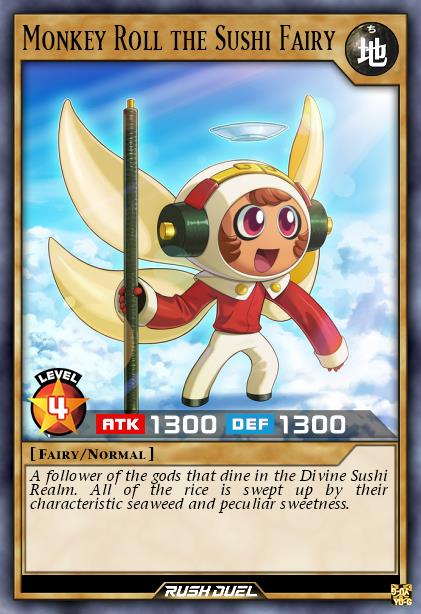 Monkey Roll the Sushi Fairy
ち
地
LEVEL
4
ATK 1300 DEF 1300
[Fairy/Normal]
A follower of the gods that dine in the Divine Sushi
Realm. All of the rice is swept up by their
characteristic seaweed and peculiar sweetness.
RUSH DUEL